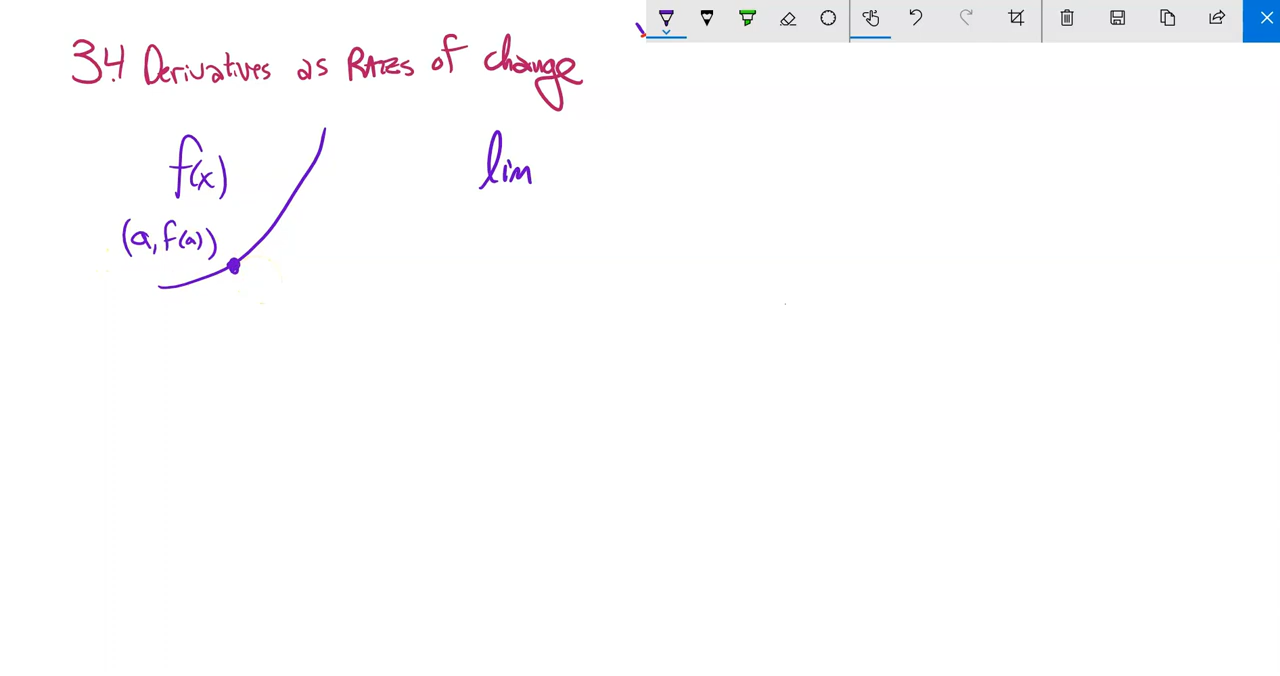 3.4 Derivatives as RATES of change
f(x)
lim
(a, f(a))